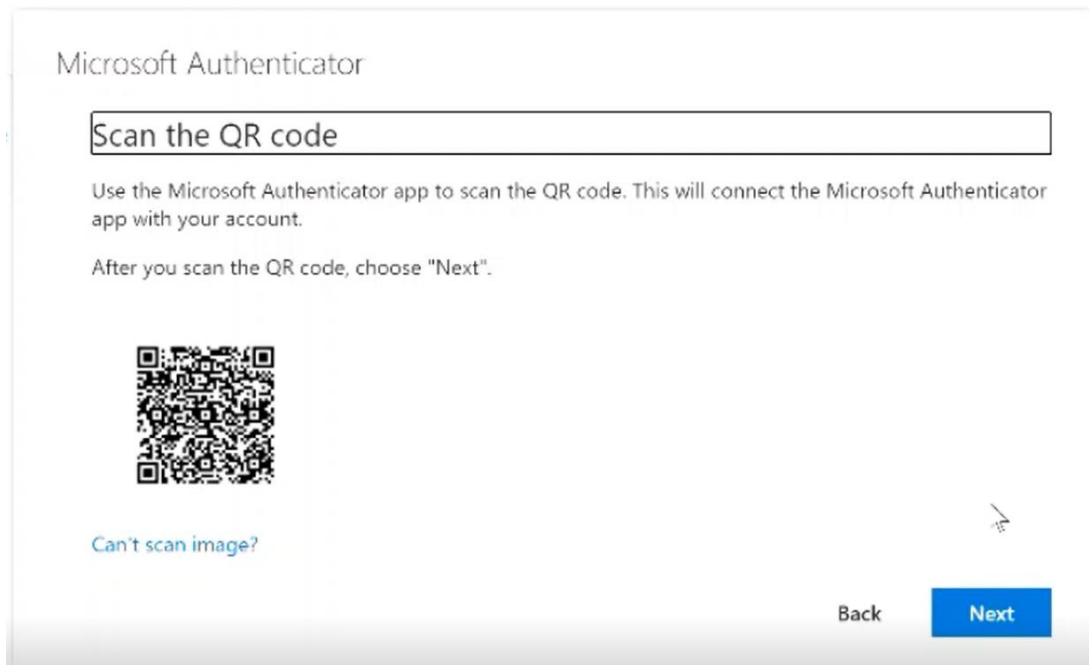 Microsoft Authenticator
Scan the QR code
Use the Microsoft Authenticator app to scan the QR code. This will connect the Microsoft Authenticator
app with your account.
After you scan the QR code, choose "Next".
Can't scan image?
Back
Next